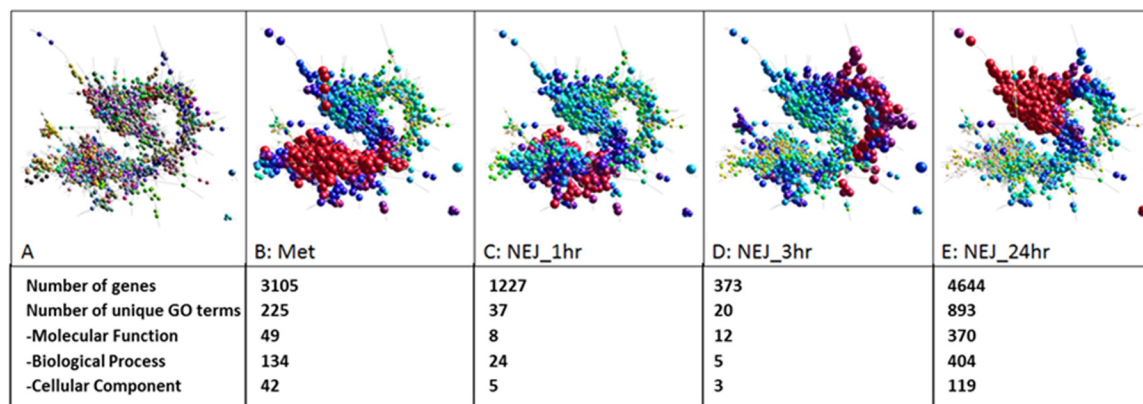 A
B: Met
C: NEJ_1hr
D: NEJ_3hr
E: NEJ_24hr
Number of genes 3105 1227 373 4644
Number of unique GO terms 225 37 20 893
-Molecular Function 49 8 12 370
-Biological Process 134 24 5 404
-Cellular Component 42 5 3 119